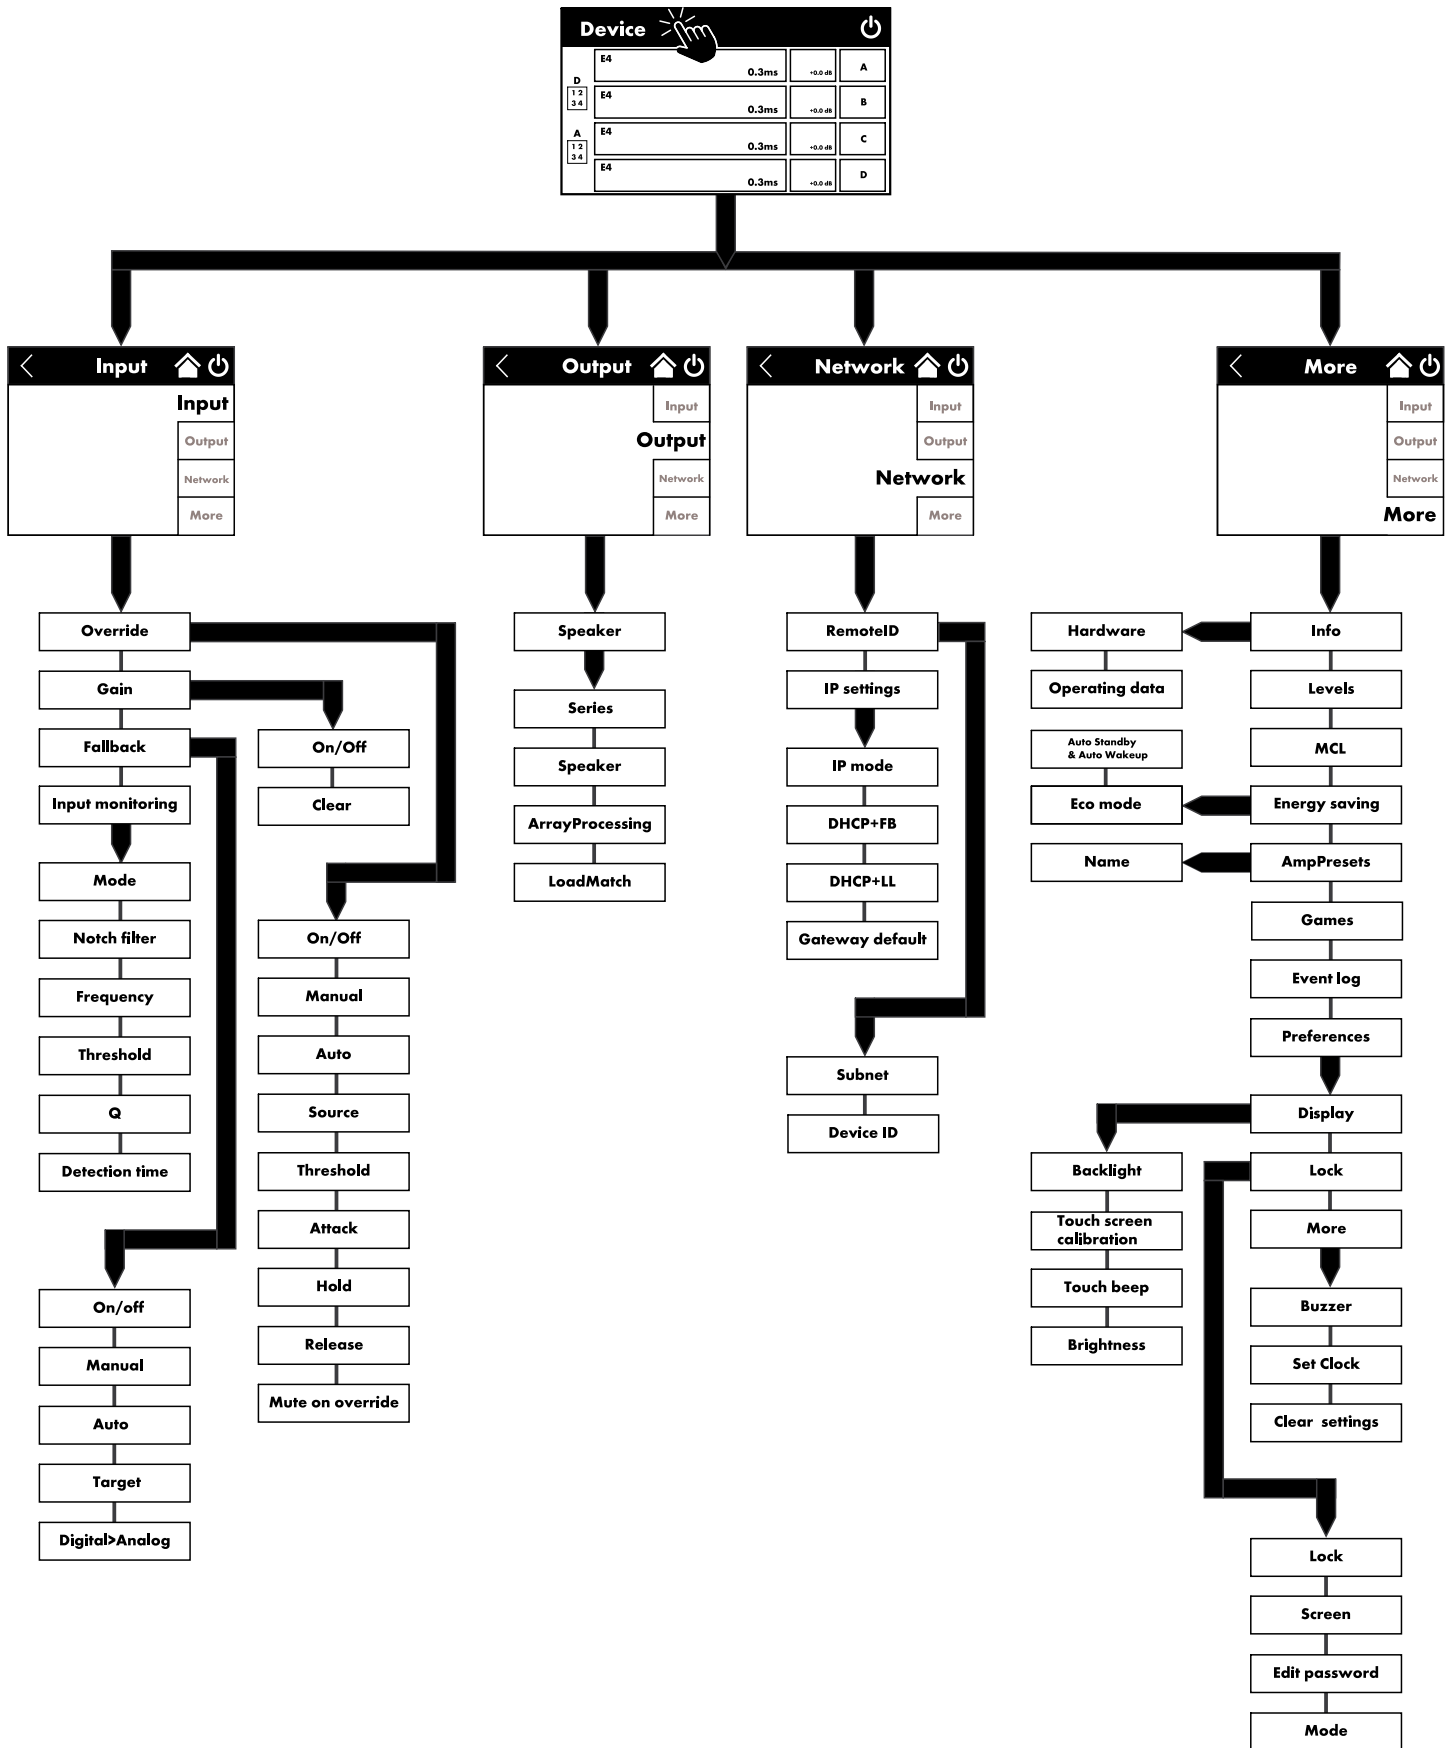 Device
E4
0.3ms
+0.0 dB
A
D
1 2
3 4
E4
0.3ms
+0.0 dB
B
A
1 2
3 4
E4
0.3ms
+0.0 dB
C
E4
0.3ms
+0.0 dB
D
Input
Input
Output
Network
More
Output
Input
Output
Network
More
Network
Input
Output
Network
More
More
Input
Output
Network
More
Override
Gain
Fallback
Input monitoring
Mode
Notch filter
Frequency
Threshold
Q
Detection time
On/off
Manual
Auto
Target
Digital>Analog
On/Off
Clear
On/Off
Manual
Auto
Source
Threshold
Attack
Hold
Release
Mute on override
Speaker
Series
Speaker
ArrayProcessing
LoadMatch
RemoteID
IP settings
IP mode
DHCP+FB
DHCP+LL
Gateway default
Subnet
Device ID
Hardware
Operating data
Auto Standby
& Auto Wakeup
Eco mode
Name
Info
Levels
MCL
Energy saving
AmpPresets
Games
Event log
Preferences
Display
Lock
More
Backlight
Touch screen
calibration
Touch beep
Brightness
Buzzer
Set Clock
Clear settings
Lock
Screen
Edit password
Mode